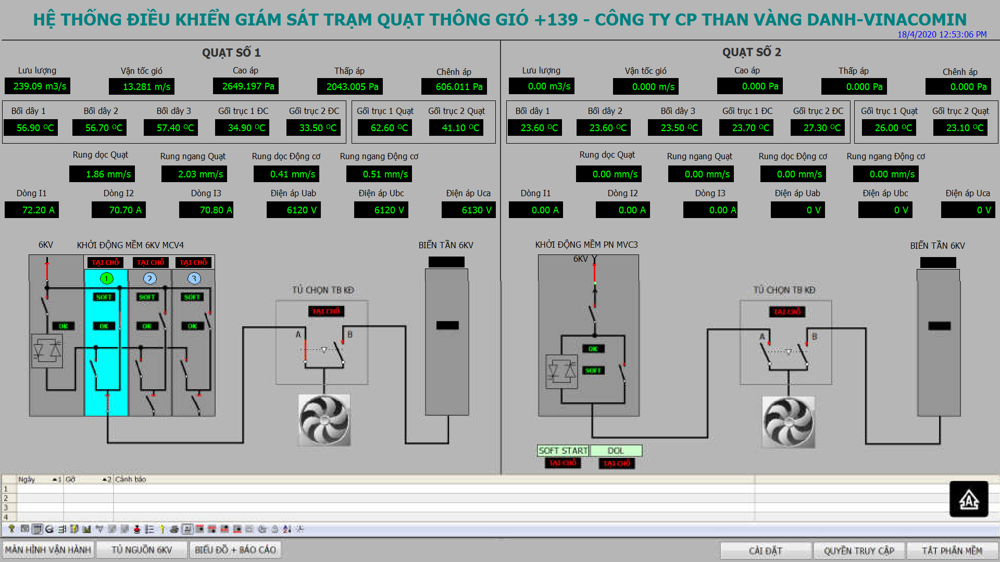 HỆ THỐNG ĐIỀU KHIỂN GIÁM SÁT TRẠM QUẠT THÔNG GIÓ +139 - CÔNG TY CP THAN VÀNG DANH-VINACOMIN
18/4/2020 12:53:06 PM
QUẠT SỐ 1
Lưu lượng Vận tốc gió Cao áp Thấp áp Chênh áp
239.09 m3/s 13.281 m/s 2649.197 Pa 2043.005 Pa 606.011 Pa
Bối dây 1 Bối dây 2 Bối dây 3 Gối trục 1 ĐC Gối trục 2 ĐC Gối trục 1 Quạt Gối trục 2 Quạt
56.90 ºC 56.70 ºC 57.40 ºC 34.90 ºC 33.50 ºC 62.60 ºC 41.10 ºC
Rung dọc Quạt Rung ngang Quạt Rung dọc Động cơ Rung ngang Động cơ
1.86 mm/s 2.03 mm/s 0.41 mm/s 0.51 mm/s
Dòng I1 Dòng I2 Dòng I3 Điện áp Uab Điện áp Ubc Điện áp Uca
72.20 A 70.70 A 70.80 A 6120 V 6120 V 6130 V
6KV KHỞI ĐỘNG MỀM 6KV MCV4 BIẾN TẦN 6KV
TẠI CHỖ TẠI CHỖ TẠI CHỖ
1 2 3
TỦ CHỌN TB KĐ
SOFT SOFT SOFT
TẠI CHỖ
OK OK OK OK
A B
QUẠT SỐ 2
Lưu lượng Vận tốc gió Cao áp Thấp áp Chênh áp
0.00 m3/s 0.000 m/s 0.000 Pa 0.000 Pa 0.000 Pa
Bối dây 1 Bối dây 2 Bối dây 3 Gối trục 1 ĐC Gối trục 2 ĐC Gối trục 1 Quạt Gối trục 2 Quạt
23.60 ºC 23.60 ºC 23.50 ºC 23.70 ºC 27.30 ºC 26.00 ºC 23.10 ºC
Rung dọc Quạt Rung ngang Quạt Rung dọc Động cơ Rung ngang Động cơ
0.00 mm/s 0.00 mm/s 0.00 mm/s 0.00 mm/s
Dòng I1 Dòng I2 Dòng I3 Điện áp Uab Điện áp Ubc Điện áp Uca
0.00 A 0.00 A 0.00 A 0 V 0 V 0 V
KHỞI ĐỘNG MỀM PN MVC3 BIẾN TẦN 6KV
6KV
TỦ CHỌN TB KĐ
TẠI CHỖ
A B
OK
SOFT
SOFT START DOL
TẠI CHỖ TẠI CHỖ
Ngày 1 Gờ 2 Cảnh báo
1
2
3
4
A
MÀN HÌNH VẬN HÀNH TỦ NGUỒN 6KV BIỂU ĐỒ + BÁO CÁO CÀI ĐẶT QUYỀN TRUY CẬP TẮT PHẦN MỀM